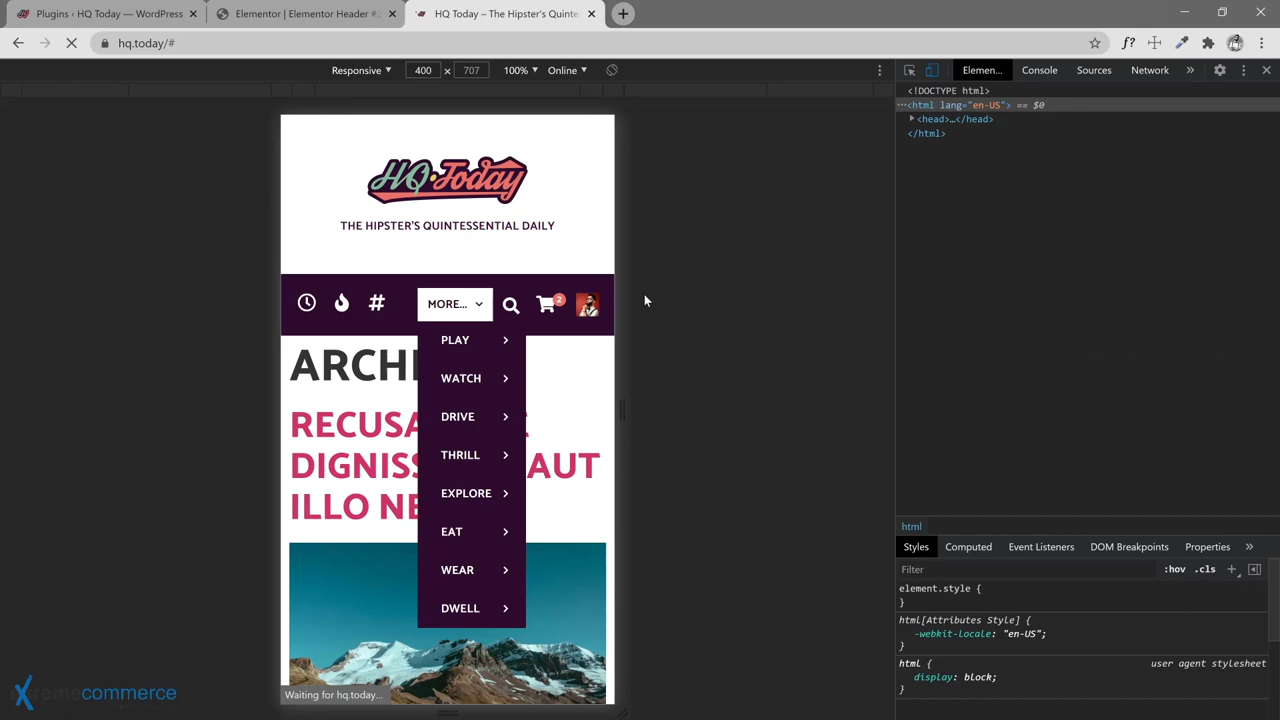 Plugins ‹ HQ Today — WordPress
Elementor | Elementor Header #2
HQ Today – The Hipster's Quinte
hq.today/#
Responsive 400 × 707 100% Online
Elemen... Console Sources Network »
<!DOCTYPE html>
···<html lang="en-US"> == $0
<head>…</head>
</html>
HQ Today
THE HIPSTER'S QUINTESSENTIAL DAILY
MORE... 2
PLAY
WATCH
DRIVE
THRILL
EXPLORE
EAT
WEAR
DWELL
ARCHI
RECUSA
DIGNISS AUT
ILLO NE
Waiting for hq.today...
html
Styles Computed Event Listeners DOM Breakpoints Properties »
Filter :hov .cls +
element.style {
}
html[Attributes Style] {
-webkit-locale: "en-US";
}
html { user agent stylesheet
display: block;
}
extremecommerce